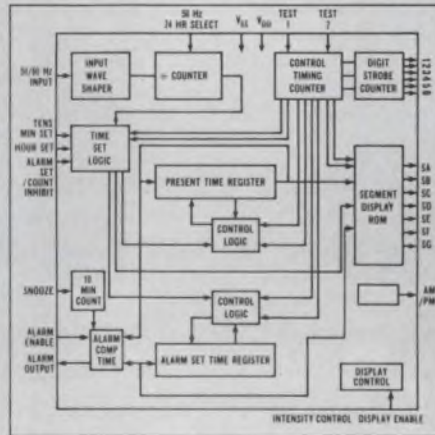 50 Hz
24 HR SELECT
VSS
VDD
TEST
1
TEST
2
51/60 Hz
INPUT
INPUT
WAVE
SHAPER
÷ COUNTER
CONTROL
TIMING
COUNTER
DIGIT
STROBE
COUNTER
TENS
MIN SET
HOUR SET
ALARM
SET
/COUNT
INHIBIT
TIME
SET
LOGIC
PRESENT TIME REGISTER
CONTROL
LOGIC
SEGMENT
DISPLAY
ROM
SA
SB
SC
SD
SE
SF
SG
SNOOZE
10
MIN
COUNT
CONTROL
LOGIC
AM
/PM
ALARM
ENABLE
ALARM
OUTPUT
ALARM
COMP
TIME
ALARM SET TIME REGISTER
DISPLAY
CONTROL
INTENSITY CONTROL DISPLAY ENABLE